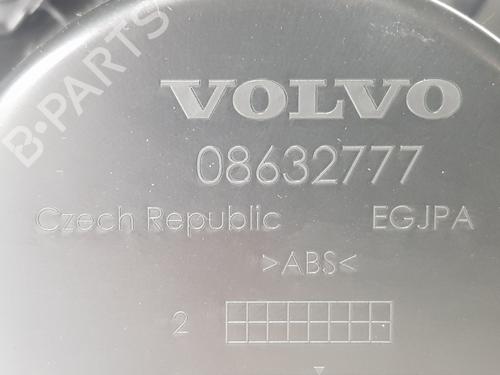 B-PARTS
VOLVO
08632777
Czech Republic EGJPA
>ABS<
2